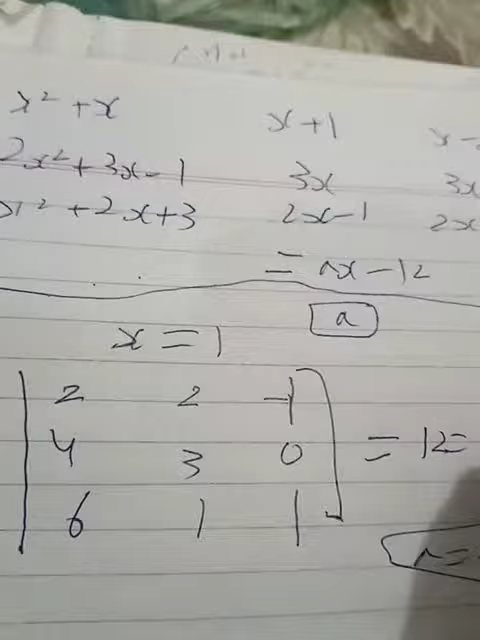 x² + x x + 1 x -
2x² + 3x - 1 3x 3x
x² + 2x + 3 2x - 1 2x
= ax - 12
a
x = 1
2 2 -1
4 3 0 = 12 =
6 1 1